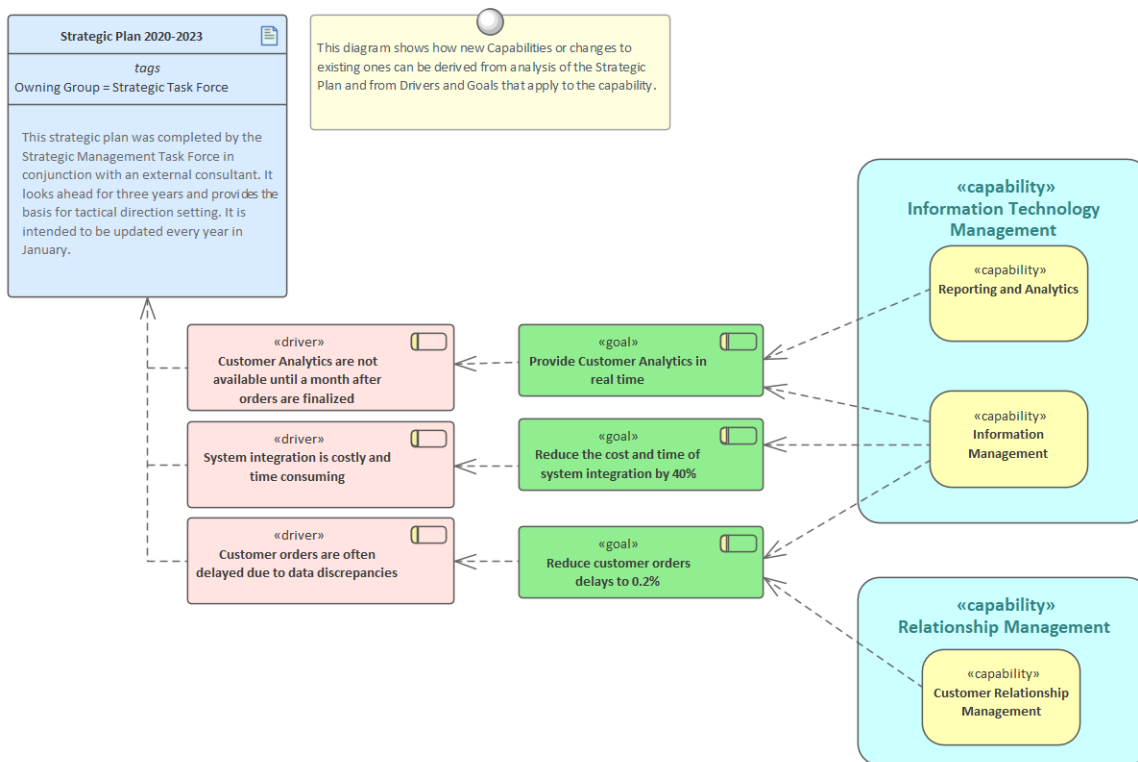 Strategic Plan 2020-2023
tags
Owning Group = Strategic Task Force
This strategic plan was completed by the
Strategic Management Task Force in
conjunction with an external consultant. It
looks ahead for three years and provides the
basis for tactical direction setting. It is
intended to be updated every year in
January.
This diagram shows how new Capabilities or changes to
existing ones can be derived from analysis of the Strategic
Plan and from Drivers and Goals that apply to the capability.
«driver»
Customer Analytics are not
available until a month after
orders are finalized
«driver»
System integration is costly and
time consuming
«driver»
Customer orders are often
delayed due to data discrepancies
«goal»
Provide Customer Analytics in
real time
«goal»
Reduce the cost and time of
system integration by 40%
«goal»
Reduce customer orders
delays to 0.2%
«capability»
Information Technology
Management
«capability»
Reporting and Analytics
«capability»
Information
Management
«capability»
Relationship Management
«capability»
Customer Relationship
Management